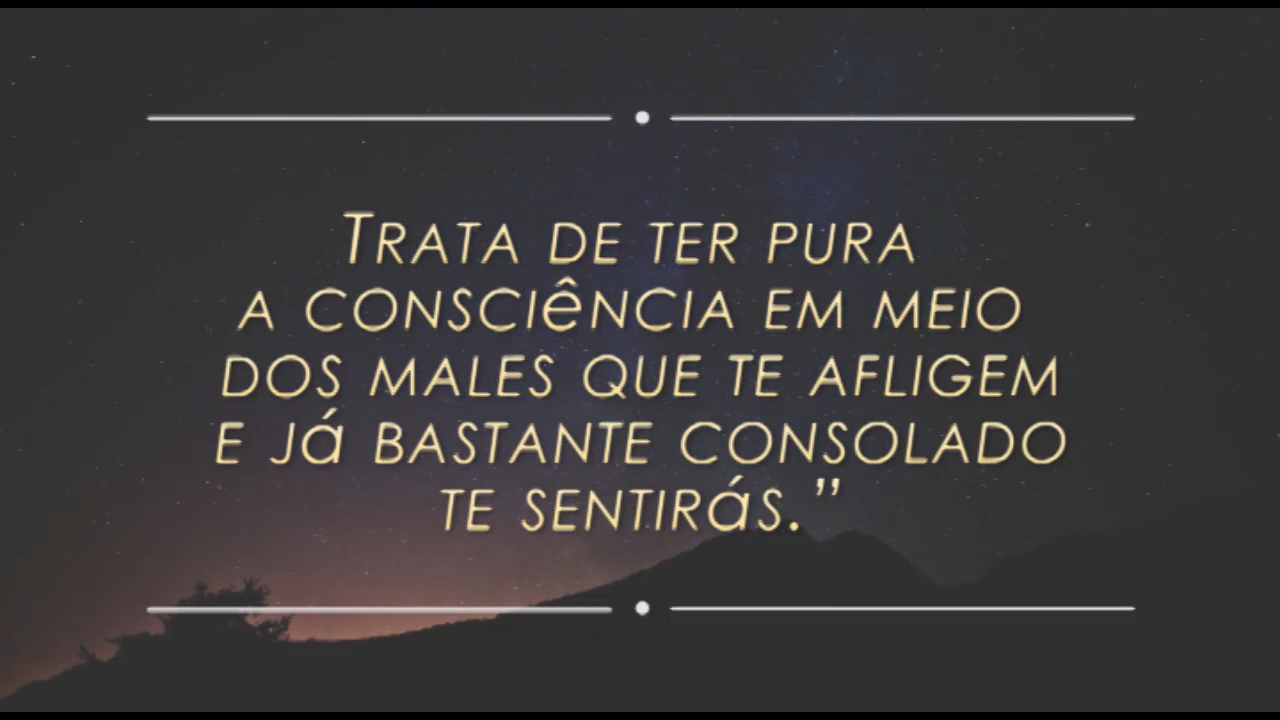 Trata de ter pura
a consciência em meio
dos males que te afligem
e já bastante consolado
te sentirás.”